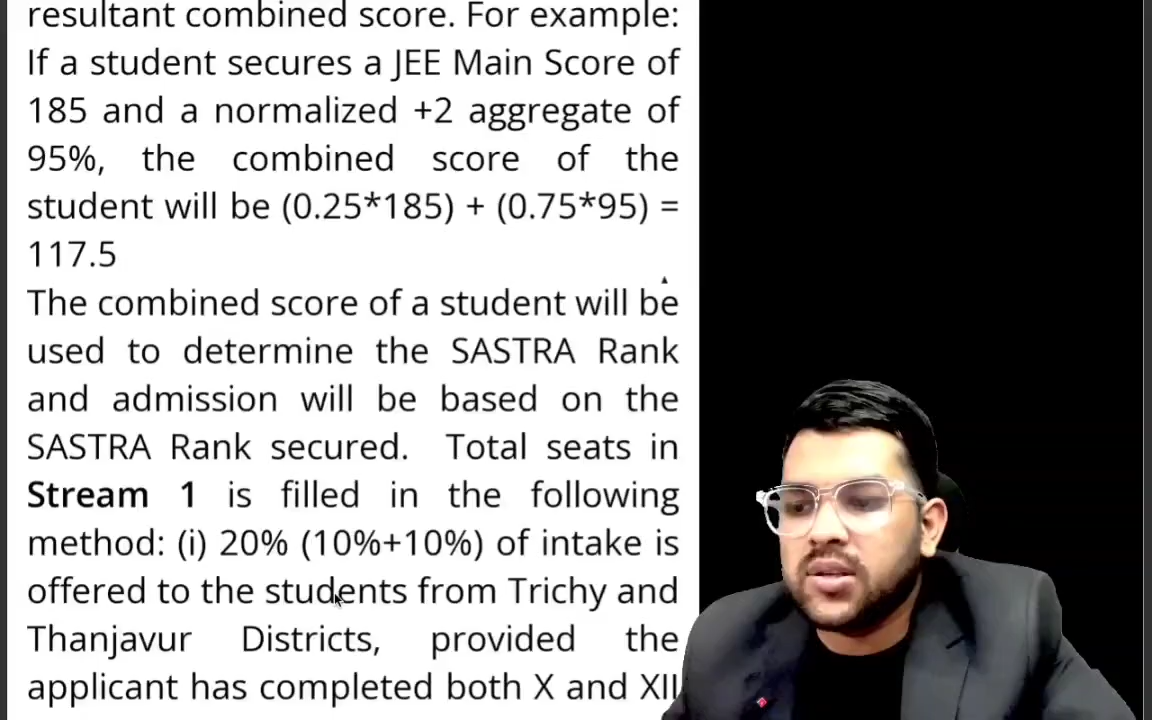 resultant combined score. For example:
If a student secures a JEE Main Score of
185 and a normalized +2 aggregate of
95%, the combined score of the
student will be (0.25*185) + (0.75*95) =
117.5
The combined score of a student will be
used to determine the SASTRA Rank
and admission will be based on the
SASTRA Rank secured. Total seats in
Stream 1 is filled in the following
method: (i) 20% (10%+10%) of intake is
offered to the students from Trichy and
Thanjavur Districts, provided the
applicant has completed both X and XII